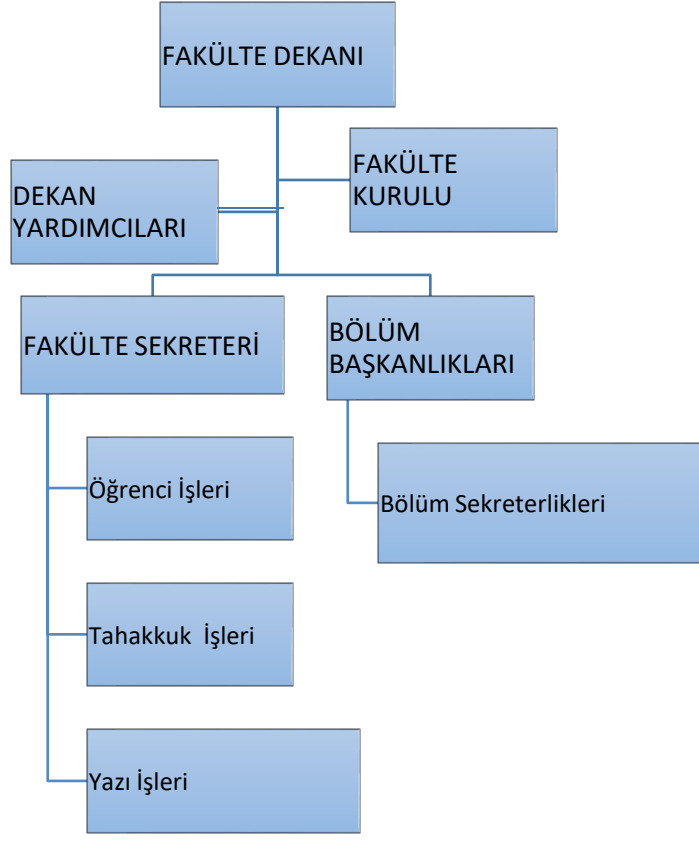 FAKÜLTE DEKANI
FAKÜLTE
KURULU
DEKAN
YARDIMCILARI
FAKÜLTE SEKRETERİ
BÖLÜM
BAŞKANLIKLARI
Öğrenci İşleri
Bölüm Sekreterlikleri
Tahakkuk İşleri
Yazı İşleri